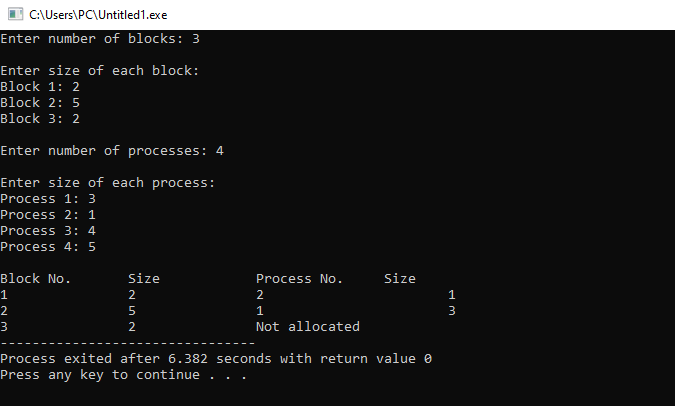 C:\Users\PC\Untitled1.exe
Enter number of blocks: 3
Enter size of each block:
Block 1: 2
Block 2: 5
Block 3: 2
Enter number of processes: 4
Enter size of each process:
Process 1: 3
Process 2: 1
Process 3: 4
Process 4: 5
Block No.       Size            Process No.     Size
1               2               2                       1
2               5               1                       3
3               2               Not allocated
--------------------------------
Process exited after 6.382 seconds with return value 0
Press any key to continue . . .